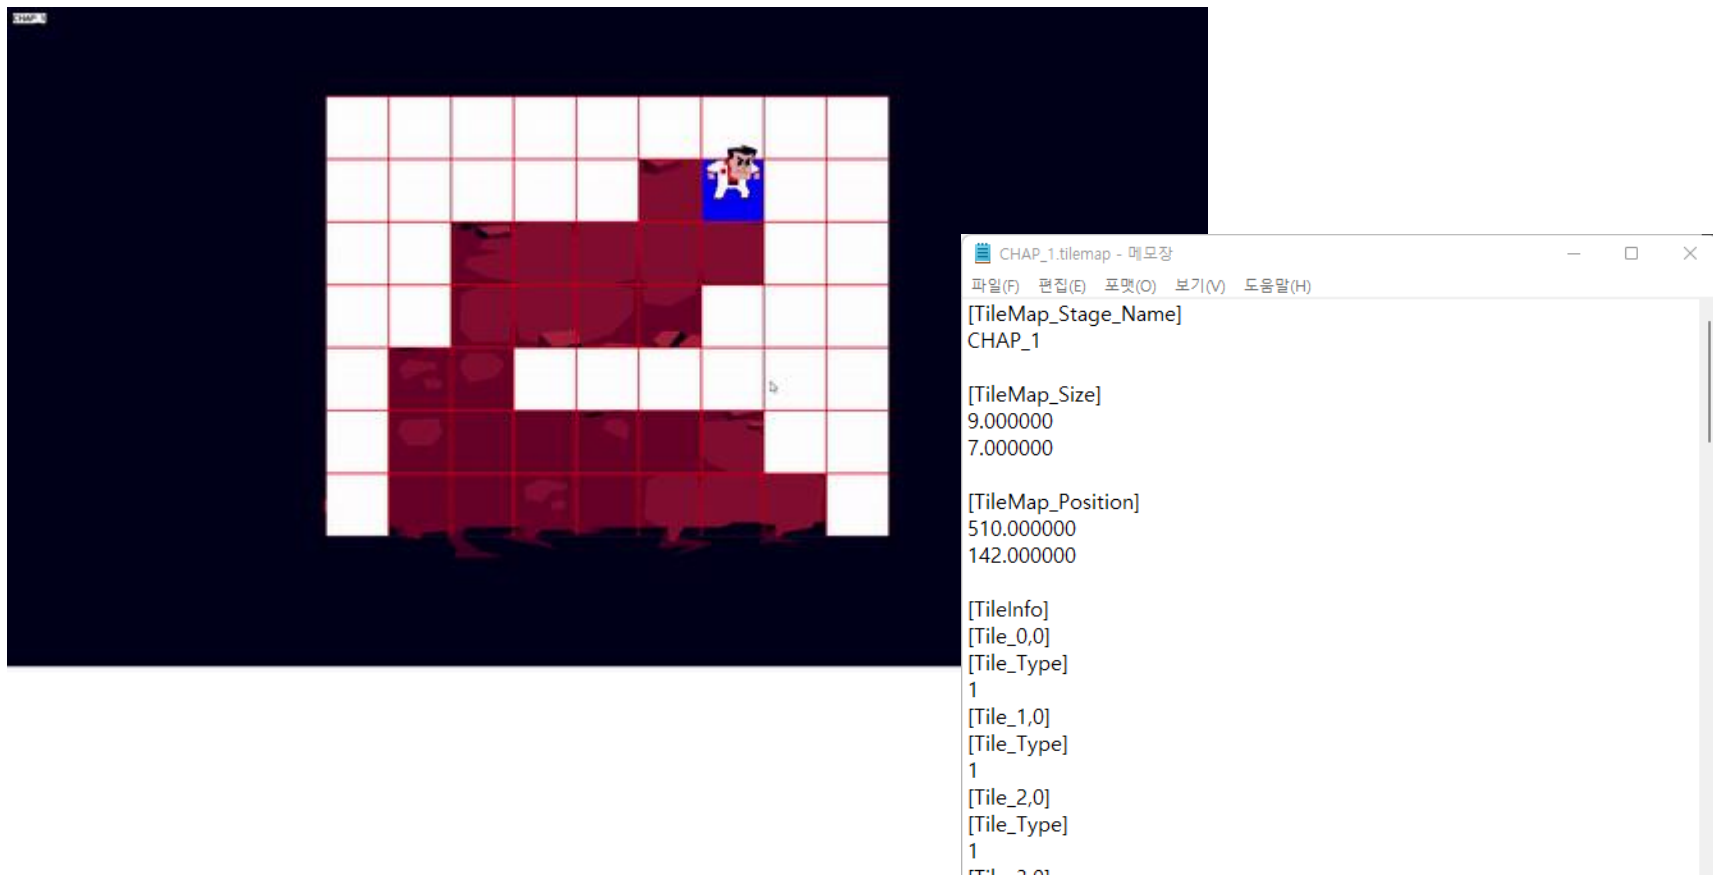 CHAP_1
CHAP_1.tilemap - 메모장
파일(F) 편집(E) 포맷(O) 보기(V) 도움말(H)
[TileMap_Stage_Name]
CHAP_1
[TileMap_Size]
9.000000
7.000000
[TileMap_Position]
510.000000
142.000000
[TileInfo]
[Tile_0,0]
[Tile_Type]
1
[Tile_1,0]
[Tile_Type]
1
[Tile_2,0]
[Tile_Type]
1